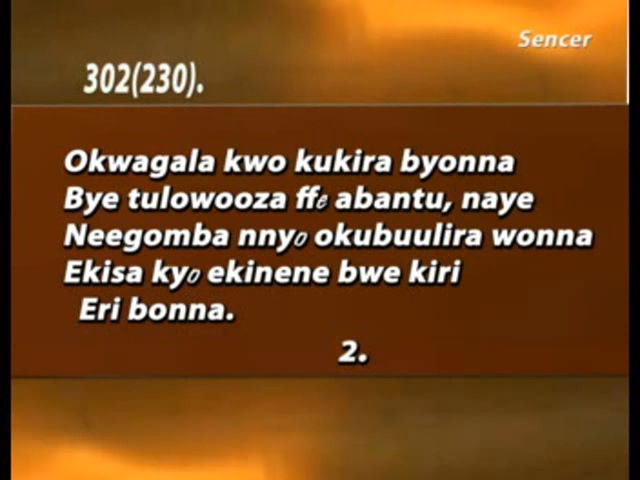 Sencer
302(230).
Okwagala kwo kukira byonna
Bye tulowooza ffe abantu, naye
Neegomba nnyo okubuulira wonna
Ekisa kyo ekinene bwe kiri
Eri bonna.
2.